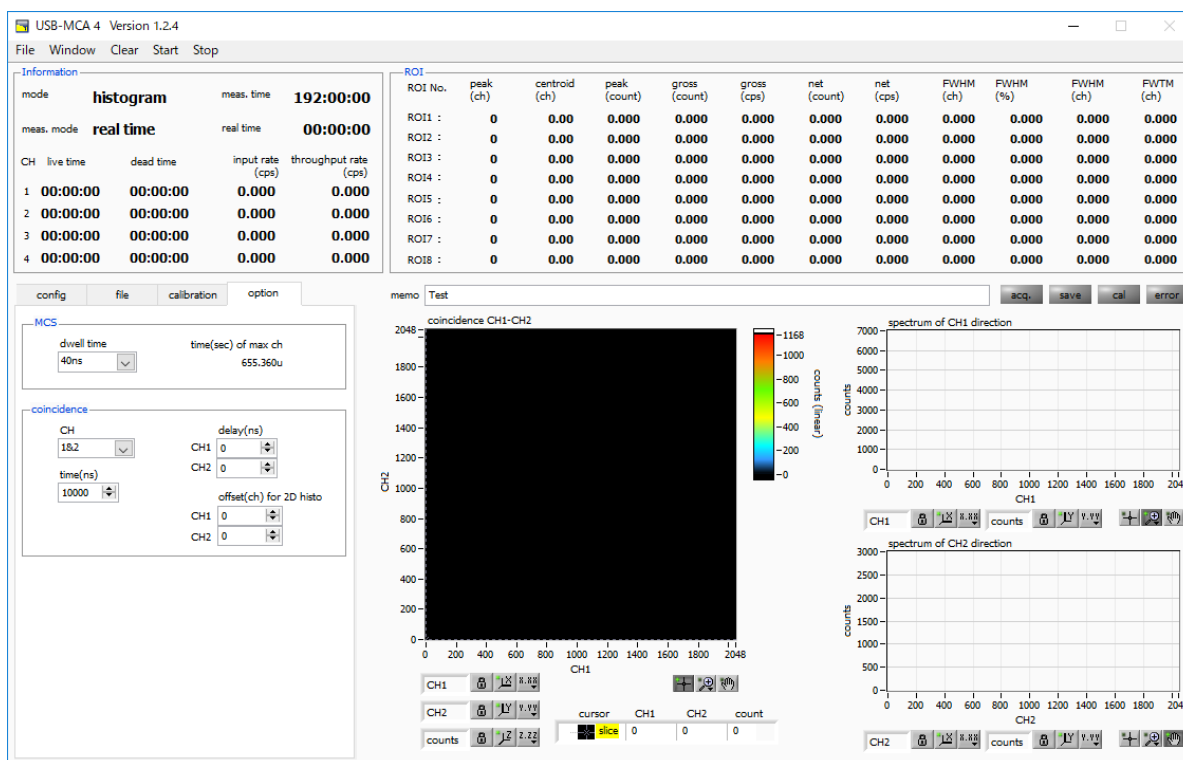 USB-MCA 4 Version 1.2.4
File Window Clear Start Stop
Information
mode histogram meas. time 192:00:00
meas. mode real time real time 00:00:00
CH live time dead time input rate (cps) throughput rate (cps)
1 00:00:00 00:00:00 0.000 0.000
2 00:00:00 00:00:00 0.000 0.000
3 00:00:00 00:00:00 0.000 0.000
4 00:00:00 00:00:00 0.000 0.000
ROI
ROI No. peak (ch) centroid (ch) peak (count) gross (count) gross (cps) net (count) net (cps) FWHM (ch) FWHM (%) FWHM (ch) FWTM (ch)
ROI1 : 0 0.00 0.000 0.000 0.000 0.000 0.000 0.000 0.000 0.000 0.000
ROI2 : 0 0.00 0.000 0.000 0.000 0.000 0.000 0.000 0.000 0.000 0.000
ROI3 : 0 0.00 0.000 0.000 0.000 0.000 0.000 0.000 0.000 0.000 0.000
ROI4 : 0 0.00 0.000 0.000 0.000 0.000 0.000 0.000 0.000 0.000 0.000
ROI5 : 0 0.00 0.000 0.000 0.000 0.000 0.000 0.000 0.000 0.000 0.000
ROI6 : 0 0.00 0.000 0.000 0.000 0.000 0.000 0.000 0.000 0.000 0.000
ROI7 : 0 0.00 0.000 0.000 0.000 0.000 0.000 0.000 0.000 0.000 0.000
ROI8 : 0 0.00 0.000 0.000 0.000 0.000 0.000 0.000 0.000 0.000 0.000
config file calibration option
MCS
dwell time time(sec) of max ch
40ns 655.360u
coincidence
CH delay(ns)
1&2 CH1 0
CH2 0
time(ns)
10000 offset(ch) for 2D histo
CH1 0
CH2 0
memo Test acq. save cal error
coincidence CH1-CH2
2048
1800
1600
1400
1200
1000
800
600
400
200
0
CH2
0 200 400 600 800 1000 1200 1400 1600 1800 2048
CH1
1168
1000
800
600
400
200
0
counts (linear)
CH1 X X.XX
CH2 Y Y.YY
counts Z Z.ZZ
cursor CH1 CH2 count
slice 0 0 0
spectrum of CH1 direction
7000
6000
5000
4000
3000
2000
1000
0
counts
0 200 400 600 800 1000 1200 1400 1600 1800 204
CH1
CH1 X X.XX counts Y Y.YY
spectrum of CH2 direction
3000
2500
2000
1500
1000
500
0
counts
0 200 400 600 800 1000 1200 1400 1600 1800 204
CH2
CH2 X X.XX counts Y Y.YY